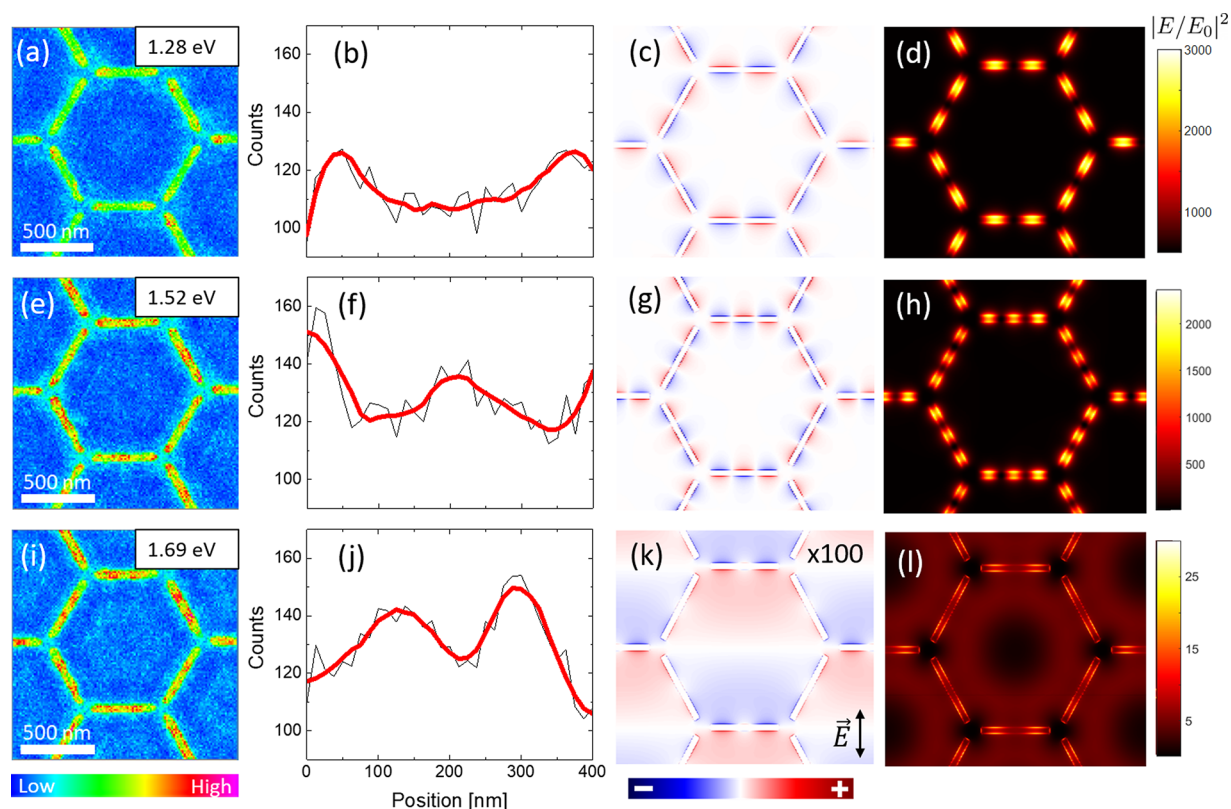 (a) 1.28 eV
500 nm
(b)
160
140
120
100
Counts
(c)
(d)
|E/E₀|²
3000
2000
1000
(e) 1.52 eV
500 nm
(f)
160
140
120
100
Counts
(g)
(h)
2000
1500
1000
500
(i) 1.69 eV
500 nm
(j)
160
140
120
100
Counts
0 100 200 300 400
Position [nm]
(k) x100
E⃗
(l)
25
20
15
10
5
Low High
− +